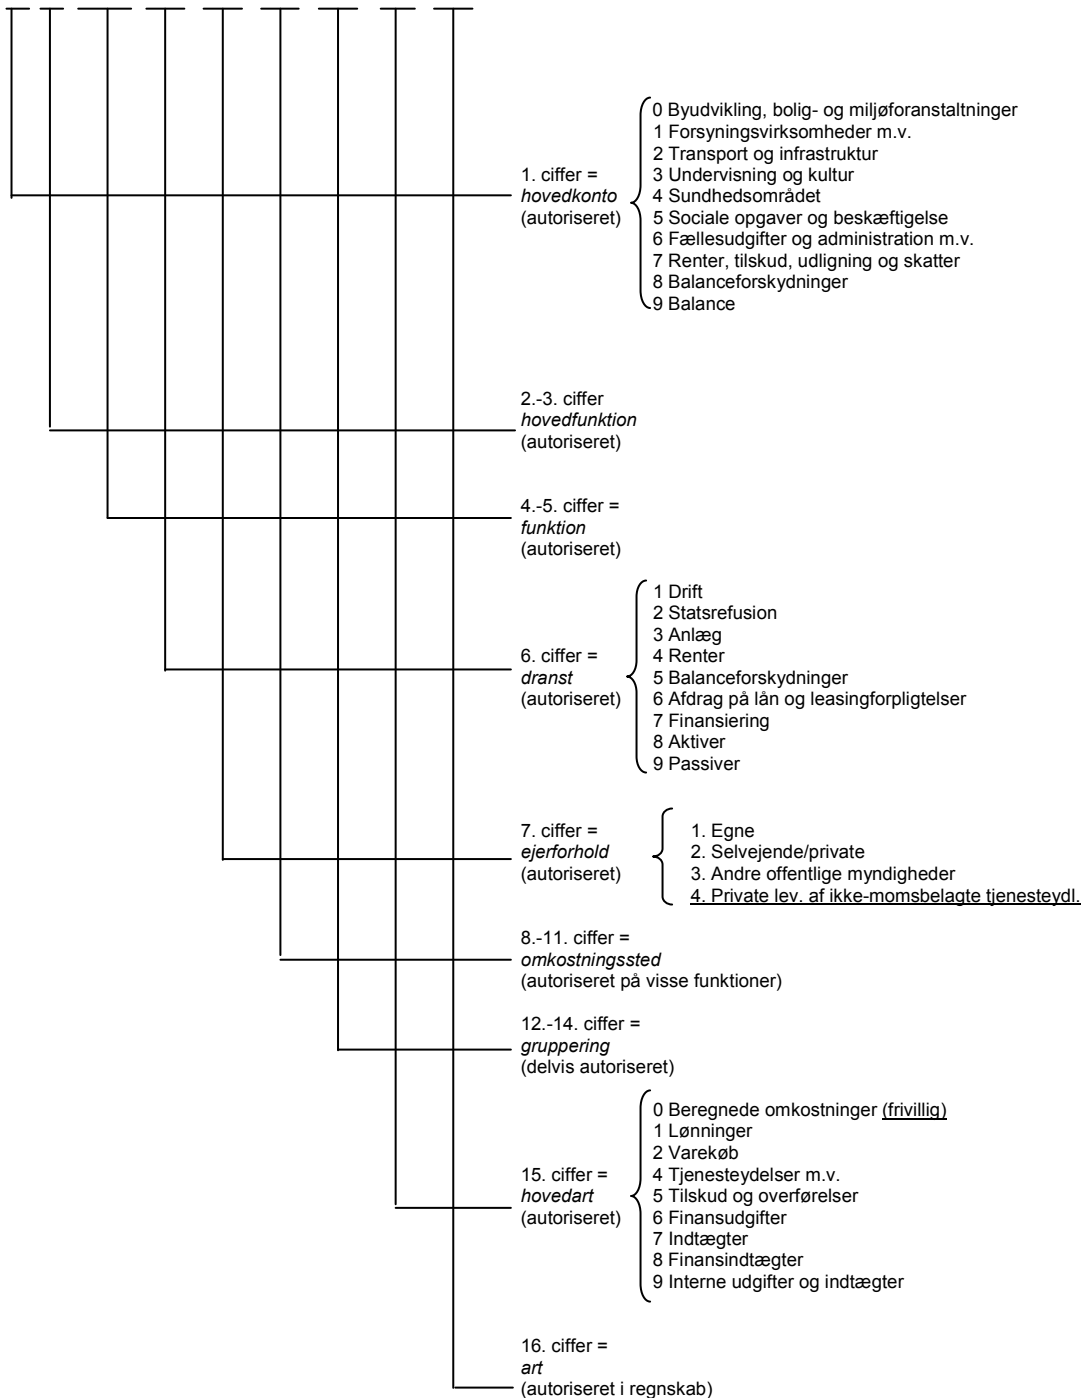 1. ciffer =
hovedkonto
(autoriseret)
0 Byudvikling, bolig- og miljøforanstaltninger
1 Forsyningsvirksomheder m.v.
2 Transport og infrastruktur
3 Undervisning og kultur
4 Sundhedsområdet
5 Sociale opgaver og beskæftigelse
6 Fællesudgifter og administration m.v.
7 Renter, tilskud, udligning og skatter
8 Balanceforskydninger
9 Balance
2.-3. ciffer
hovedfunktion
(autoriseret)
4.-5. ciffer =
funktion
(autoriseret)
6. ciffer =
dranst
(autoriseret)
1 Drift
2 Statsrefusion
3 Anlæg
4 Renter
5 Balanceforskydninger
6 Afdrag på lån og leasingforpligtelser
7 Finansiering
8 Aktiver
9 Passiver
7. ciffer =
ejerforhold
(autoriseret)
1. Egne
2. Selvejende/private
3. Andre offentlige myndigheder
4. Private lev. af ikke-momsbelagte tjenesteydl.
8.-11. ciffer =
omkostningssted
(autoriseret på visse funktioner)
12.-14. ciffer =
gruppering
(delvis autoriseret)
15. ciffer =
hovedart
(autoriseret)
0 Beregnede omkostninger (frivillig)
1 Lønninger
2 Varekøb
4 Tjenesteydelser m.v.
5 Tilskud og overførelser
6 Finansudgifter
7 Indtægter
8 Finansindtægter
9 Interne udgifter og indtægter
16. ciffer =
art
(autoriseret i regnskab)